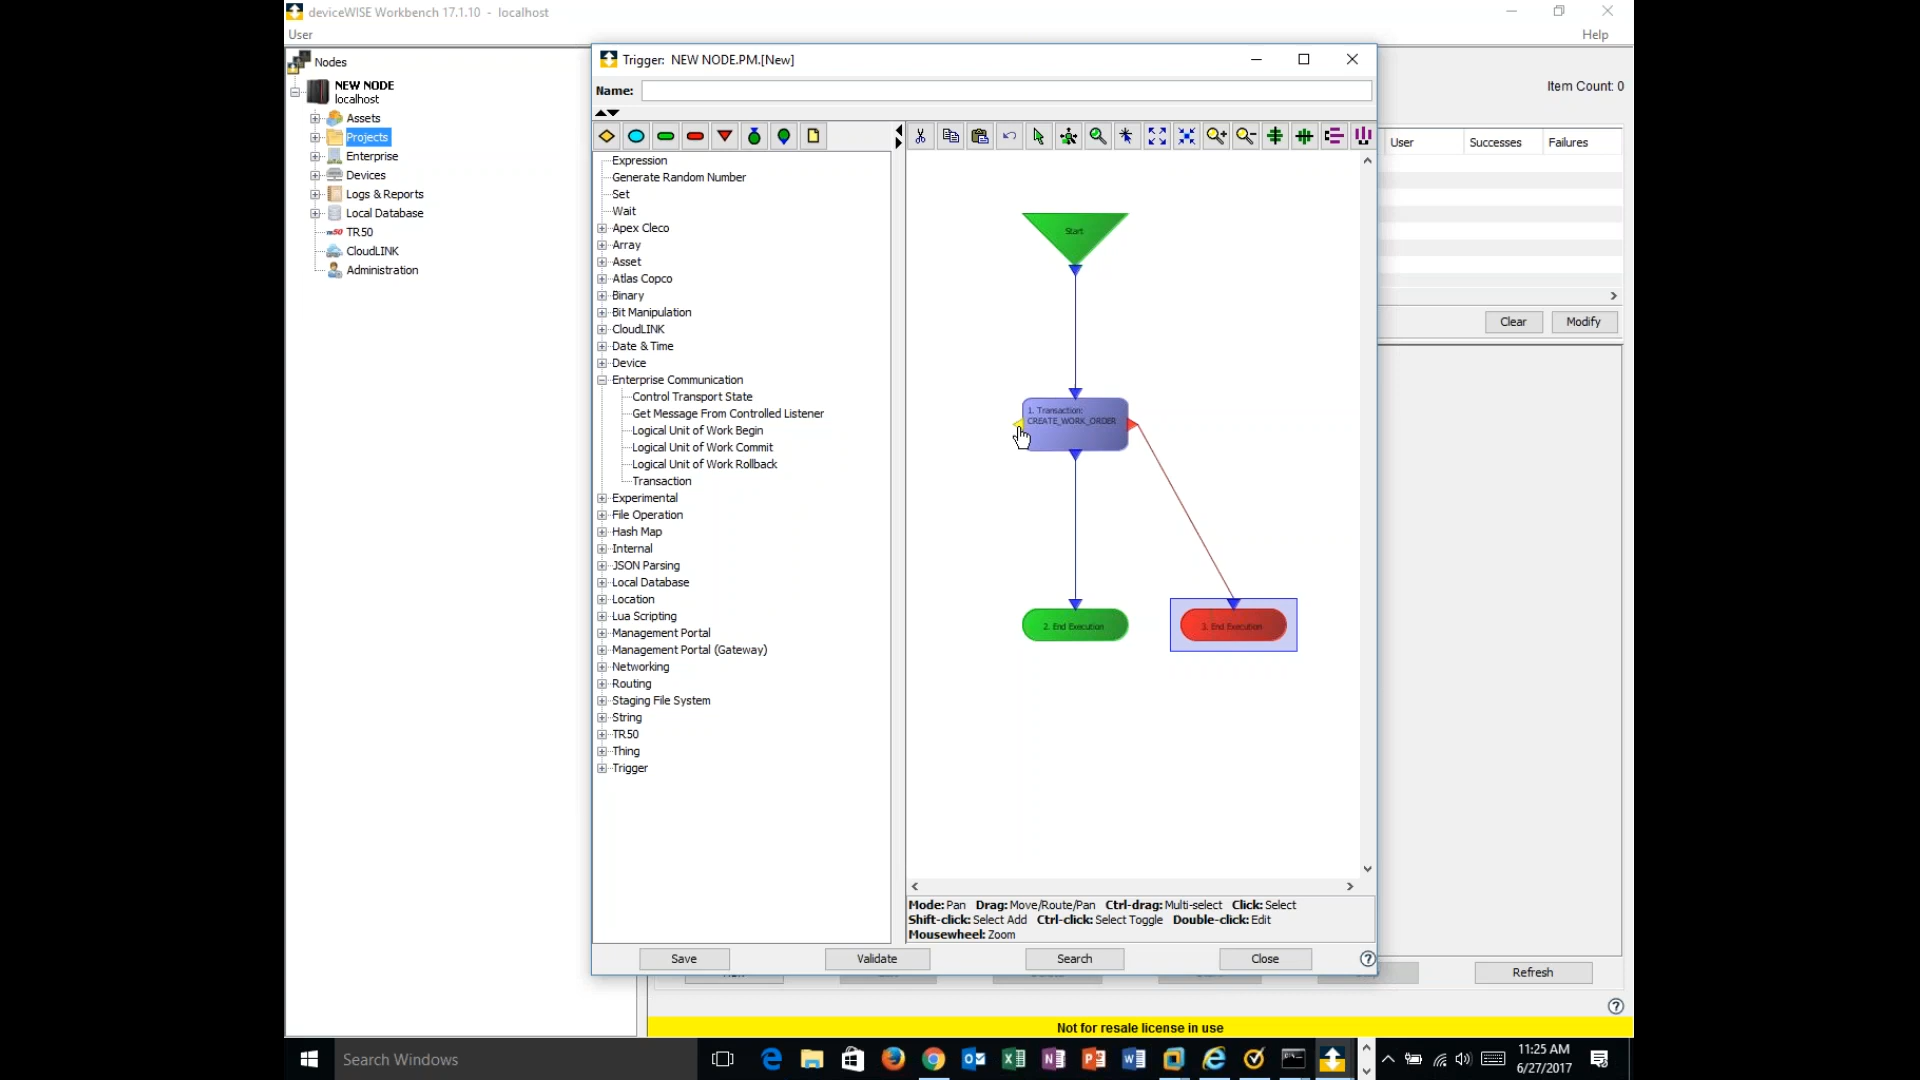 deviceWISE Workbench 17.1.10 - localhost
User
Help
Nodes
NEW NODE
localhost
Assets
Projects
Enterprise
Devices
Logs & Reports
Local Database
TR50
CloudLINK
Administration
Trigger: NEW NODE.PM.[New]
Name:
Expression
Generate Random Number
Set
Wait
Apex Cleco
Array
Asset
Atlas Copco
Binary
Bit Manipulation
CloudLINK
Date & Time
Device
Enterprise Communication
Control Transport State
Get Message From Controlled Listener
Logical Unit of Work Begin
Logical Unit of Work Commit
Logical Unit of Work Rollback
Transaction
Experimental
File Operation
Hash Map
Internal
JSON Parsing
Local Database
Location
Lua Scripting
Management Portal
Management Portal (Gateway)
Networking
Routing
Staging File System
String
TR50
Thing
Trigger
Start
1. Transaction:
CREATE_WORK_ORDER
2. End Execution
3. End Execution
Mode: Pan Drag: Move/Route/Pan Ctrl-drag: Multi-select Click: Select
Shift-click: Select Add Ctrl-click: Select Toggle Double-click: Edit
Mousewheel: Zoom
Save
Validate
Search
Close
Item Count: 0
User Successes Failures
Clear
Modify
Refresh
Not for resale license in use
Search Windows
11:25 AM
6/27/2017